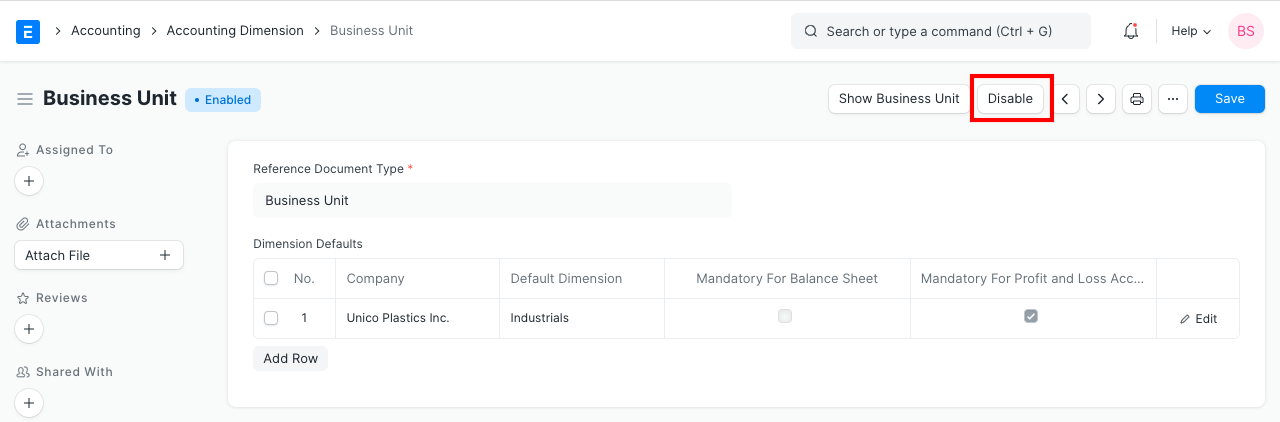 E > Accounting > Accounting Dimension > Business Unit
Search or type a command (Ctrl + G)
Help
BS
Business Unit
• Enabled
Show Business Unit
Disable
...
Save
Assigned To
+
Attachments
Attach File +
Reviews
+
Shared With
+
Reference Document Type *
Business Unit
Dimension Defaults
No. Company Default Dimension Mandatory For Balance Sheet Mandatory For Profit and Loss Acc...
1 Unico Plastics Inc. Industrials Edit
Add Row